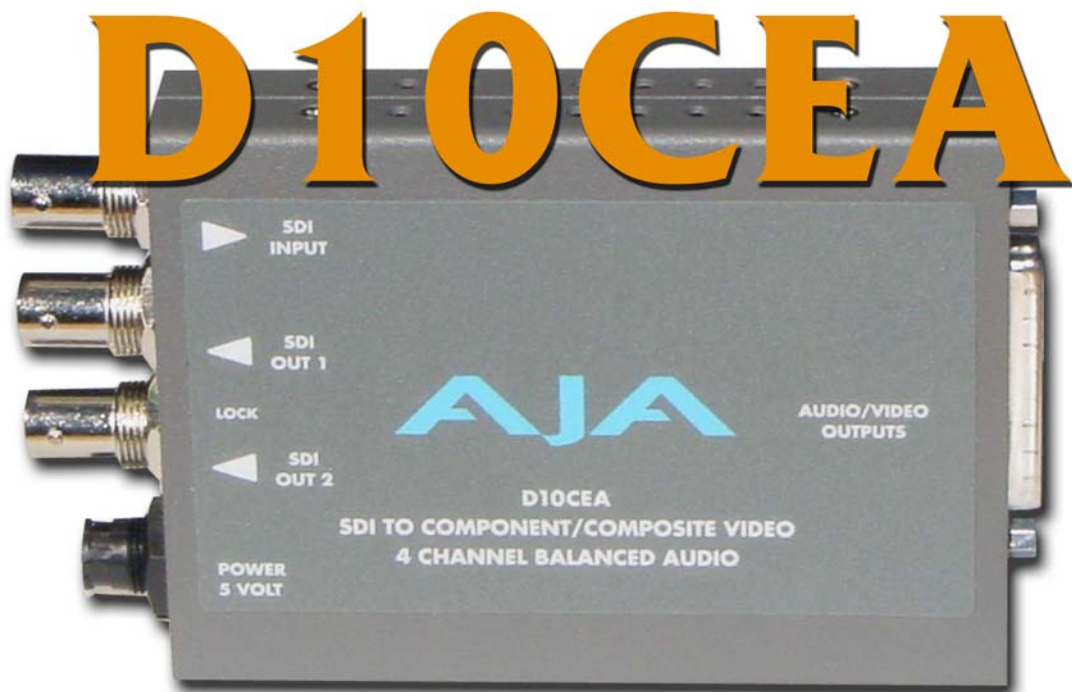 D10CEA
SDI
INPUT
SDI
OUT 1
LOCK
SDI
OUT 2
POWER
5 VOLT
AJA
AUDIO/VIDEO
OUTPUTS
D10CEA
SDI TO COMPONENT/COMPOSITE VIDEO
4 CHANNEL BALANCED AUDIO